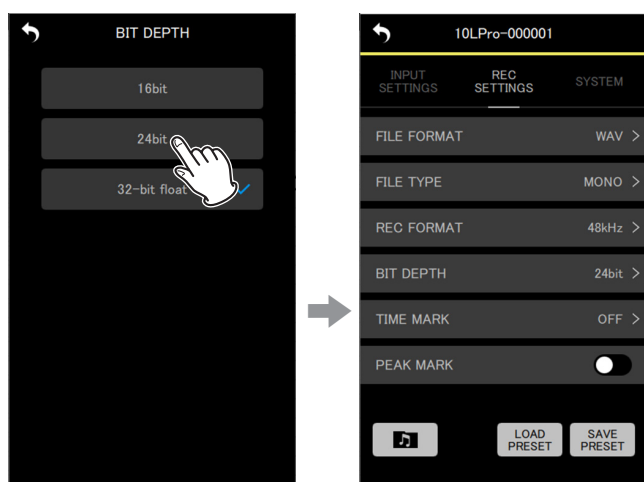 BIT DEPTH
16bit
24bit
32-bit float
10LPro-000001
INPUT
SETTINGS
REC
SETTINGS
SYSTEM
FILE FORMAT WAV
FILE TYPE MONO
REC FORMAT 48kHz
BIT DEPTH 24bit
TIME MARK OFF
PEAK MARK
LOAD
PRESET
SAVE
PRESET